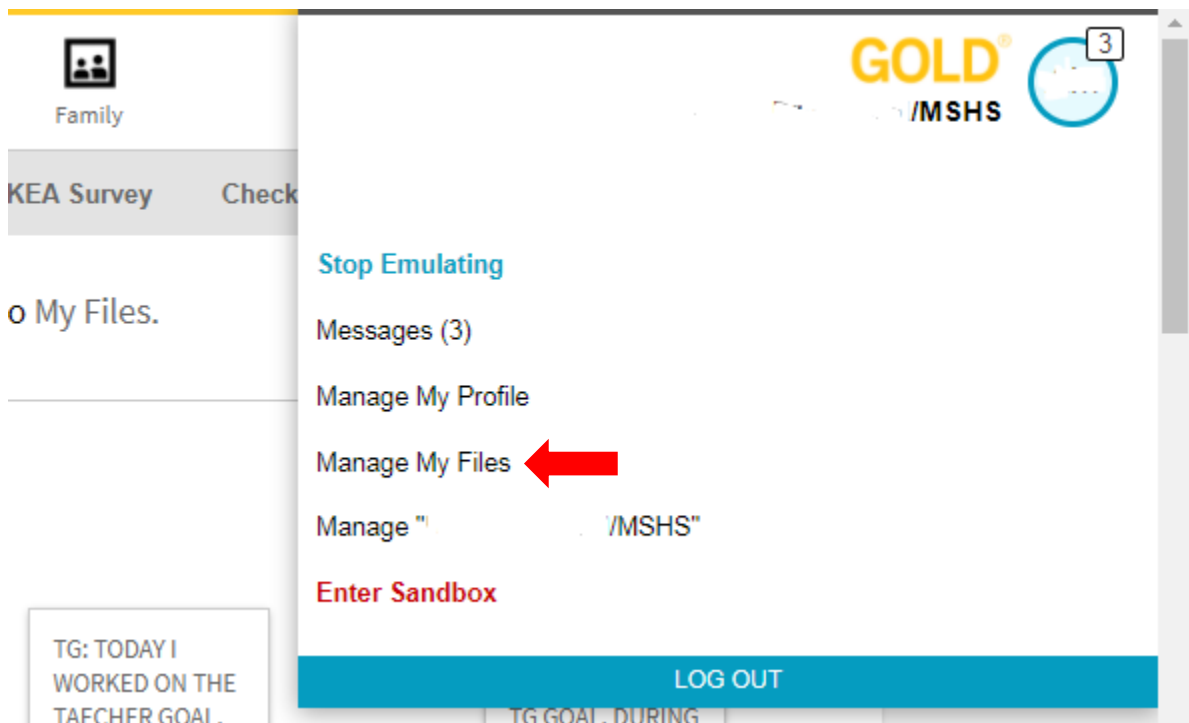 GOLD®
3
/MSHS
Family
KEA Survey Check
Stop Emulating
o My Files.
Messages (3)
Manage My Profile
Manage My Files
Manage " /MSHS"
Enter Sandbox
LOG OUT
TG: TODAY I
WORKED ON THE
TAECHER GOAL.
TG GOAL. DURING